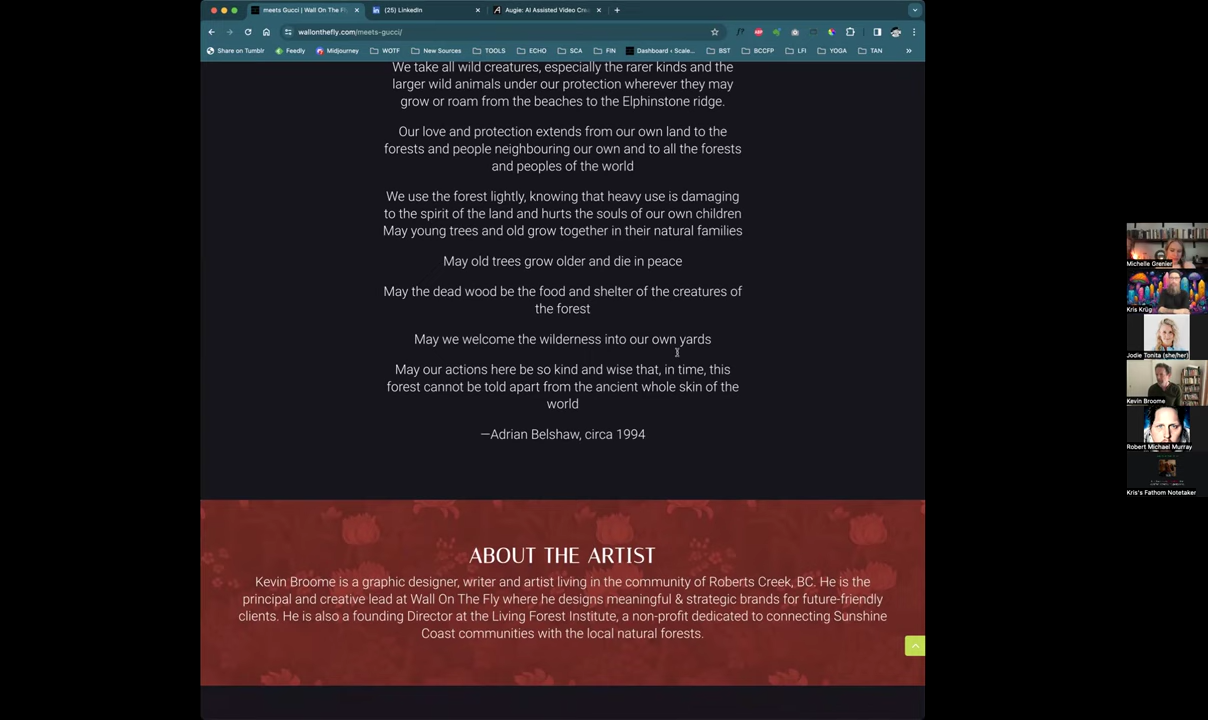 meets Gucci | Wall On The Fl
(25) LinkedIn
Augie: AI Assisted Video Cre
wallonthefly.com/meets-gucci/
Share on Tumblr
Feedly
Midjourney
WOTF
New Sources
TOOLS
ECHO
SCA
FIN
Dashboard ‹ Scale...
BST
BCCFP
LFI
YOGA
TAN
We take all wild creatures, especially the rarer kinds and the
larger wild animals under our protection wherever they may
grow or roam from the beaches to the Elphinstone ridge.
Our love and protection extends from our own land to the
forests and people neighbouring our own and to all the forests
and peoples of the world
We use the forest lightly, knowing that heavy use is damaging
to the spirit of the land and hurts the souls of our own children
May young trees and old grow together in their natural families
May old trees grow older and die in peace
May the dead wood be the food and shelter of the creatures of
the forest
May we welcome the wilderness into our own yards
May our actions here be so kind and wise that, in time, this
forest cannot be told apart from the ancient whole skin of the
world
—Adrian Belshaw, circa 1994
ABOUT THE ARTIST
Kevin Broome is a graphic designer, writer and artist living in the community of Roberts Creek, BC. He is the
principal and creative lead at Wall On The Fly where he designs meaningful & strategic brands for future-friendly
clients. He is also a founding Director at the Living Forest Institute, a non-profit dedicated to connecting Sunshine
Coast communities with the local natural forests.
Michelle Grenier
Kris Krüg
Jodie Tonita (she/her)
Kevin Broome
Robert Michael Murray
Kris's Fathom Notetaker